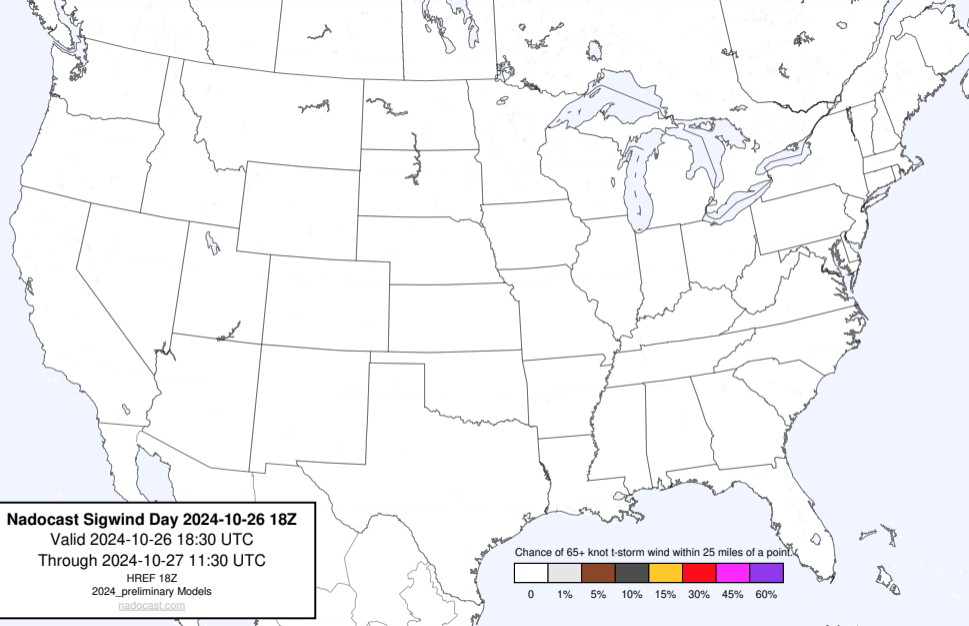 Nadocast Sigwind Day 2024-10-26 18Z
Valid 2024-10-26 18:30 UTC
Through 2024-10-27 11:30 UTC
HREF 18Z
2024_preliminary Models
nadocast.com
Chance of 65+ knot t-storm wind within 25 miles of a point.
0 1% 5% 10% 15% 30% 45% 60%